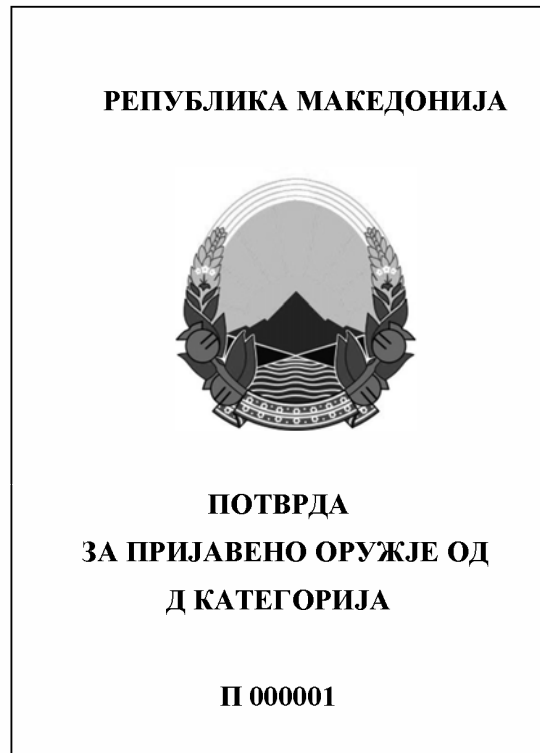 РЕПУБЛИКА МАКЕДОНИЈА
ПОТВРДА
ЗА ПРИЈАВЕНО ОРУЖЈЕ ОД
Д КАТЕГОРИЈА
П 000001